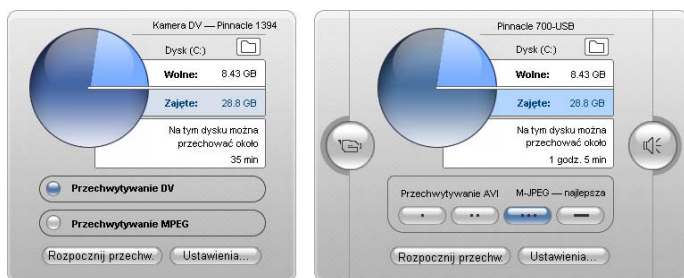 Kamera DV — Pinnacle 1394
Dysk (C:)
Wolne: 8.43 GB
Zajęte: 28.8 GB
Na tym dysku można
przechować około
35 min
Przechwytywanie DV
Przechwytywanie MPEG
Rozpocznij przechw. Ustawienia...
Pinnacle 700-USB
Dysk (C:)
Wolne: 8.43 GB
Zajęte: 28.8 GB
Na tym dysku można
przechować około
1 godz. 5 min
Przechwytywanie AVI M-JPEG — najlepsza
Rozpocznij przechw. Ustawienia...